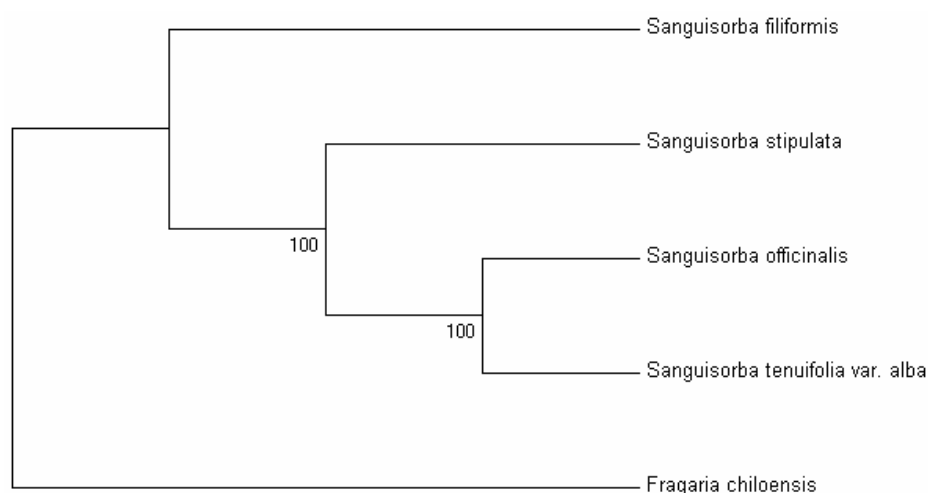 Sanguisorba filiformis
Sanguisorba stipulata
100
Sanguisorba officinalis
100
Sanguisorba tenuifolia var. alba
Fragaria chiloensis